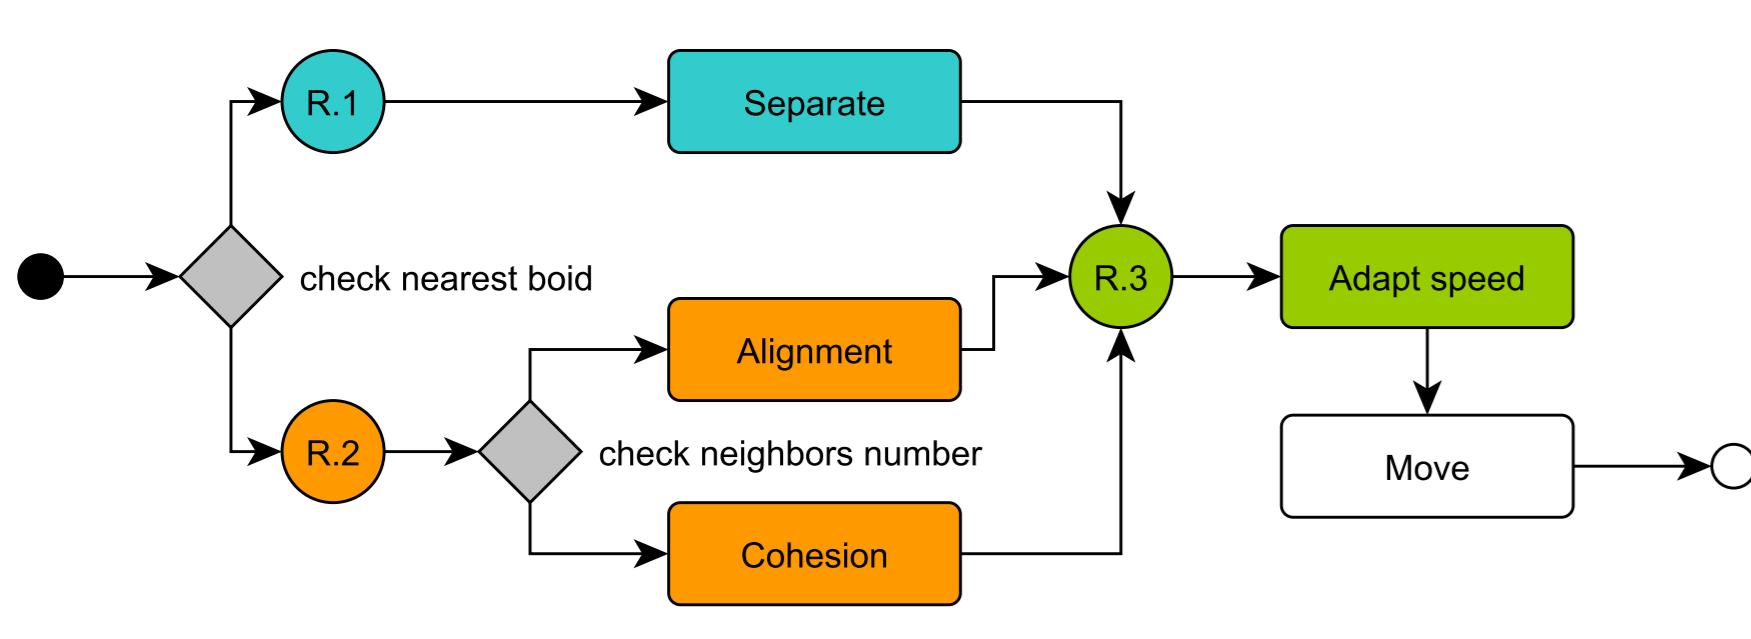 R.1
Separate
check nearest boid
R.3
Adapt speed
Alignment
R.2
check neighbors number
Move
Cohesion